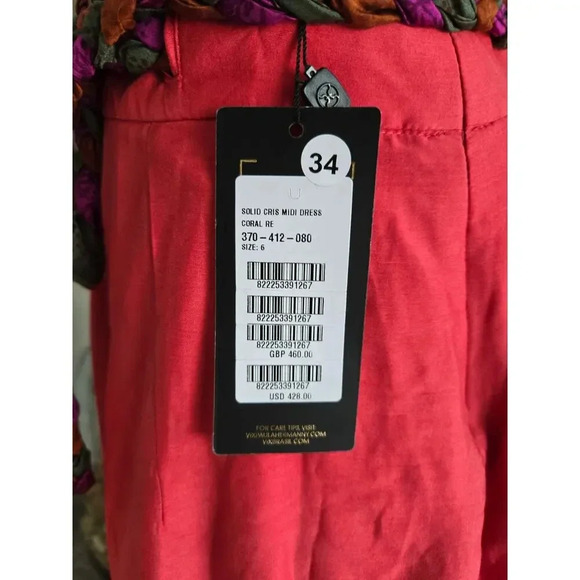 34
SOLID CRIS MIDI DRESS
CORAL RE
370-412-080
SIZE: 6
822253391267
822253391267
822253391267
GBP 460.00
822253391267
USD 428.00
FOR CARE TIPS VISIT: